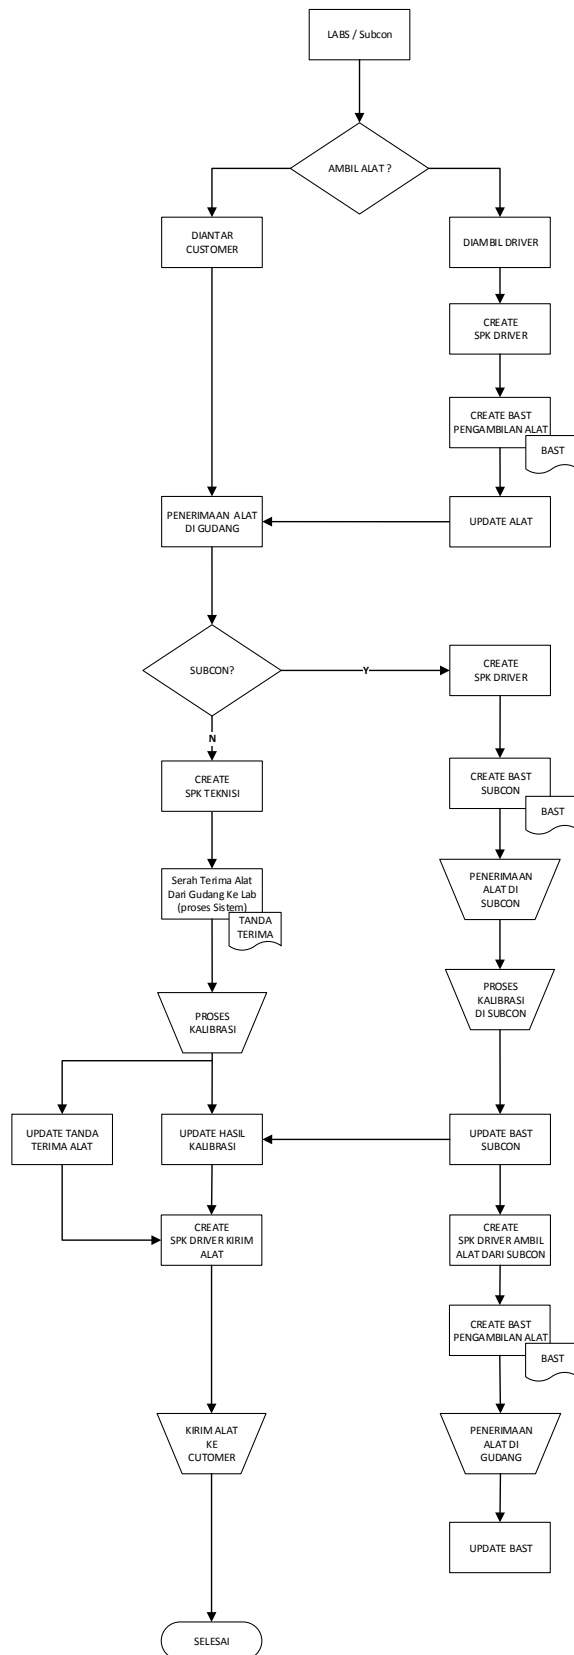 LABS / Subcon
AMBIL ALAT ?
DIANTAR
CUSTOMER
DIAMBIL DRIVER
CREATE
SPK DRIVER
CREATE BAST
PENGAMBILAN ALAT
BAST
PENERIMAAN ALAT
DI GUDANG
UPDATE ALAT
SUBCON?
Y
CREATE
SPK DRIVER
N
CREATE
SPK TEKNISI
CREATE BAST
SUBCON
BAST
Serah Terima Alat
Dari Gudang Ke Lab
(proses Sistem)
TANDA
TERIMA
PENERIMAAN
ALAT DI
SUBCON
PROSES
KALIBRASI
PROSES
KALIBRASI
DI SUBCON
UPDATE TANDA
TERIMA ALAT
UPDATE HASIL
KALIBRASI
UPDATE BAST
SUBCON
CREATE
SPK DRIVER KIRIM
ALAT
CREATE
SPK DRIVER AMBIL
ALAT DARI SUBCON
CREATE BAST
PENGAMBILAN ALAT
BAST
KIRIM ALAT
KE
CUTOMER
PENERIMAAN
ALAT DI
GUDANG
UPDATE BAST
SELESAI